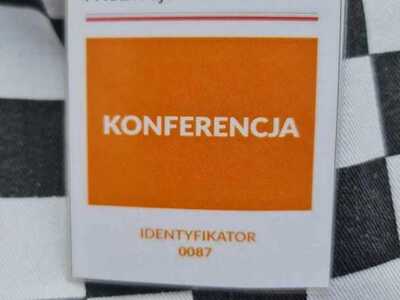 KONFERENCJA
IDENTYFIKATOR
0087